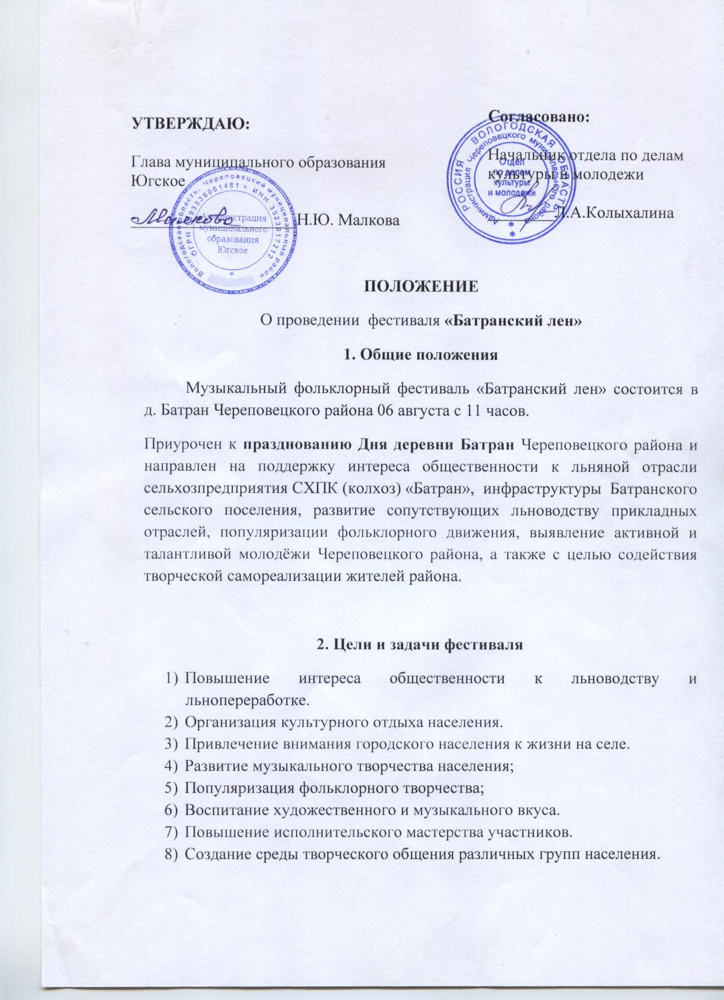 УТВЕРЖДАЮ:
Согласовано:
Глава муниципального образования
Югское
Начальник отдела по делам
культуры и молодежи
Малкова
Н.Ю. Малкова
Л.А.Колыхалина
Вологодская область, Череповецкий муниципальный район
ИНН 3523017212
Администрация
муниципального
образования
Югское
РОССИЯ ВОЛОГОДСКАЯ ОБЛАСТЬ
Администрация Череповецкого муниципального района
Отдел
по делам
культуры
и молодежи
ПОЛОЖЕНИЕ
О проведении фестиваля «Батранский лен»
1. Общие положения
Музыкальный фольклорный фестиваль «Батранский лен» состоится в
д. Батран Череповецкого района 06 августа с 11 часов.
Приурочен к празднованию Дня деревни Батран Череповецкого района и
направлен на поддержку интереса общественности к льняной отрасли
сельхозпредприятия СХПК (колхоз) «Батран», инфраструктуры Батранского
сельского поселения, развитие сопутствующих льноводству прикладных
отраслей, популяризации фольклорного движения, выявление активной и
талантливой молодёжи Череповецкого района, а также с целью содействия
творческой самореализации жителей района.
2. Цели и задачи фестиваля
1) Повышение интереса общественности к льноводству и
льнопереработке.
2) Организация культурного отдыха населения.
3) Привлечение внимания городского населения к жизни на селе.
4) Развитие музыкального творчества населения;
5) Популяризация фольклорного творчества;
6) Воспитание художественного и музыкального вкуса.
7) Повышение исполнительского мастерства участников.
8) Создание среды творческого общения различных групп населения.